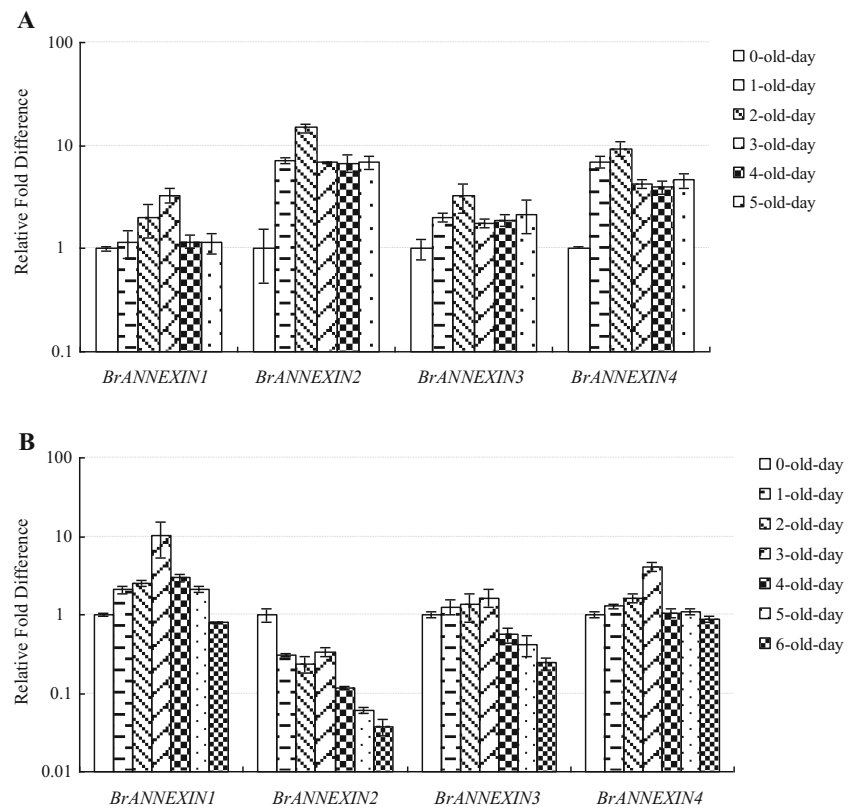 A
Relative Fold Difference
100
10
1
0.1
BrANNEXIN1 BrANNEXIN2 BrANNEXIN3 BrANNEXIN4
0-old-day
1-old-day
2-old-day
3-old-day
4-old-day
5-old-day
B
Relative Fold Difference
100
10
1
0.1
0.01
BrANNEXIN1 BrANNEXIN2 BrANNEXIN3 BrANNEXIN4
0-old-day
1-old-day
2-old-day
3-old-day
4-old-day
5-old-day
6-old-day